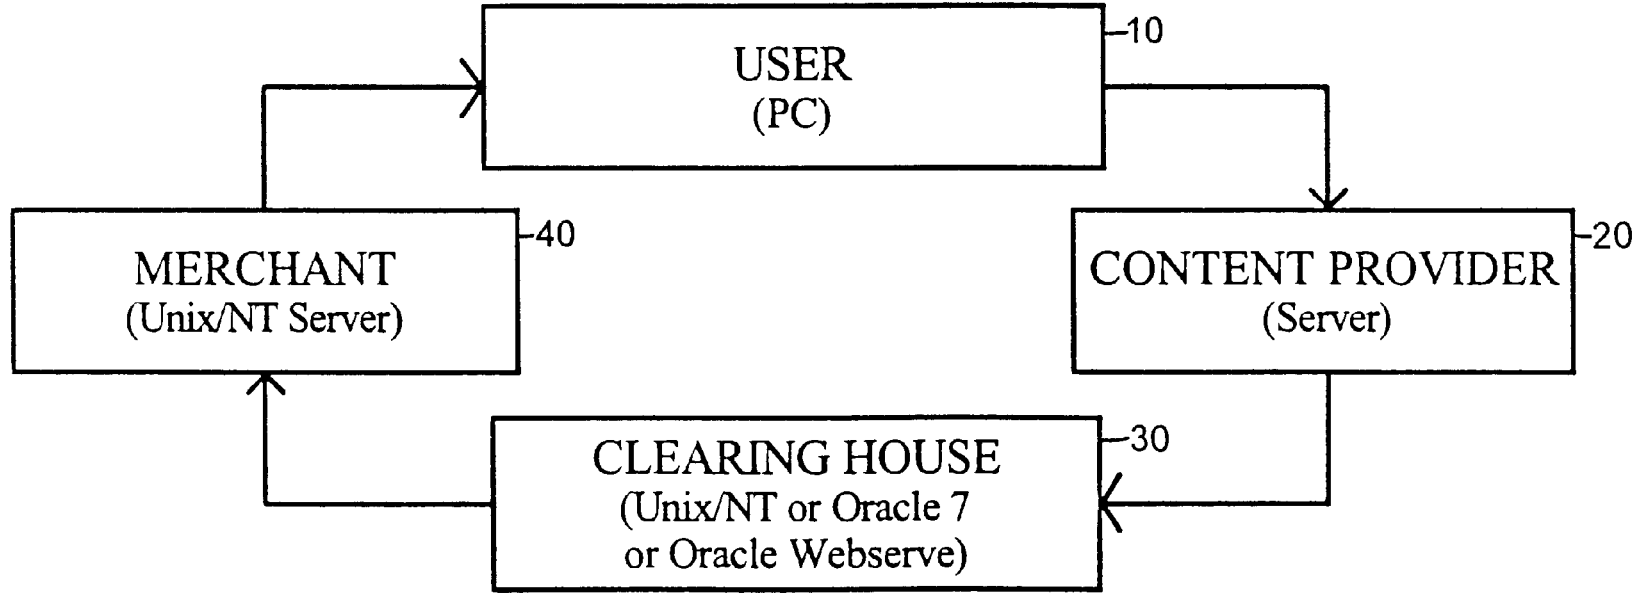 USER
(PC)
10
MERCHANT
(Unix/NT Server)
40
CONTENT PROVIDER
(Server)
20
CLEARING HOUSE
(Unix/NT or Oracle 7
or Oracle Webserve)
30